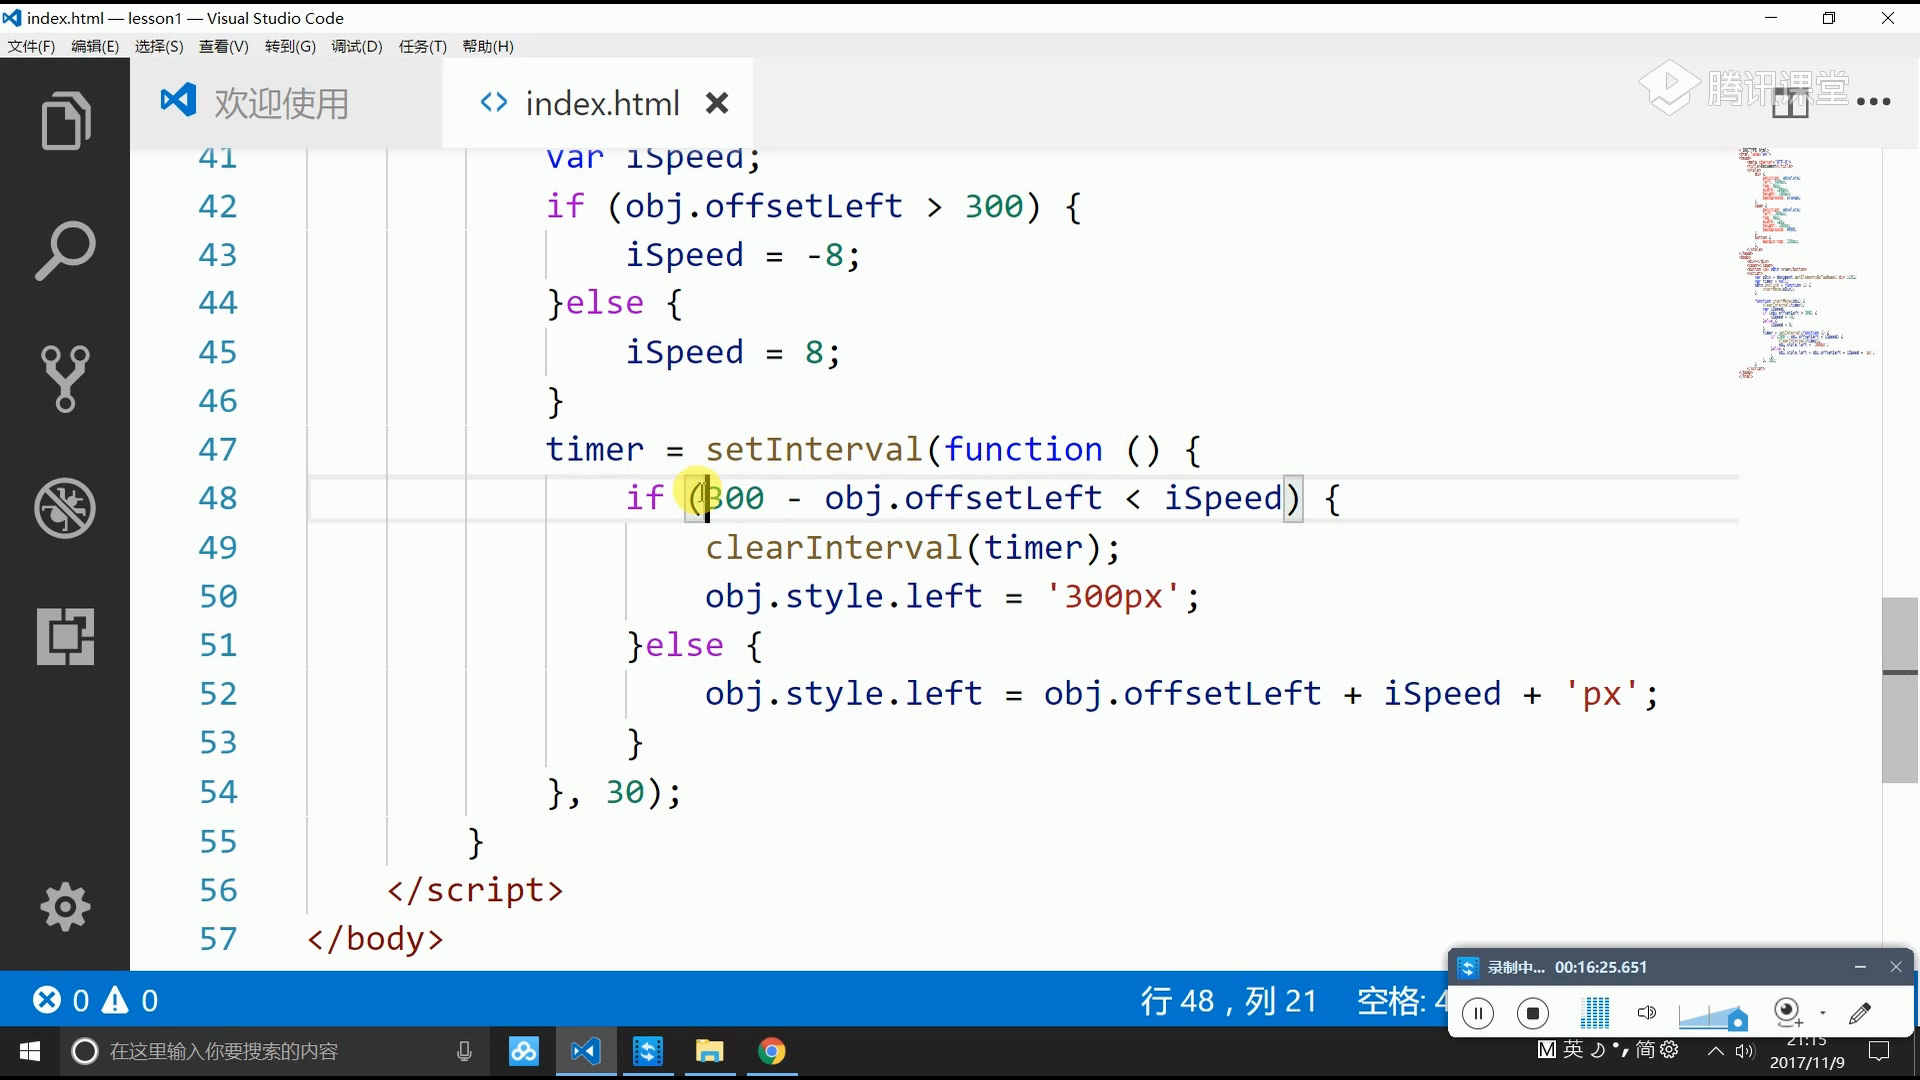 index.html — lesson1 — Visual Studio Code
文件(F) 编辑(E) 选择(S) 查看(V) 转到(G) 调试(D) 任务(T) 帮助(H)
欢迎使用 index.html
腾讯课堂
41 var iSpeed;
42 if (obj.offsetLeft > 300) {
43 iSpeed = -8;
44 }else {
45 iSpeed = 8;
46 }
47 timer = setInterval(function () {
48 if (300 - obj.offsetLeft < iSpeed) {
49 clearInterval(timer);
50 obj.style.left = '300px';
51 }else {
52 obj.style.left = obj.offsetLeft + iSpeed + 'px';
53 }
54 }, 30);
55 }
56 </script>
57 </body>
录制中... 00:16:25.651
0 0 行 48，列 21 空格: 4
在这里输入你要搜索的内容
M 英 简
21:15
2017/11/9